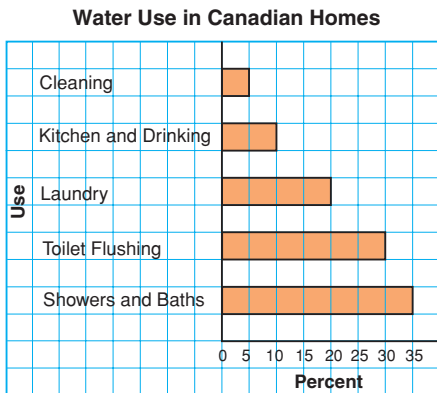 Water Use in Canadian Homes
Cleaning
Kitchen and Drinking
Laundry
Toilet Flushing
Showers and Baths
Use
0 5 10 15 20 25 30 35
Percent